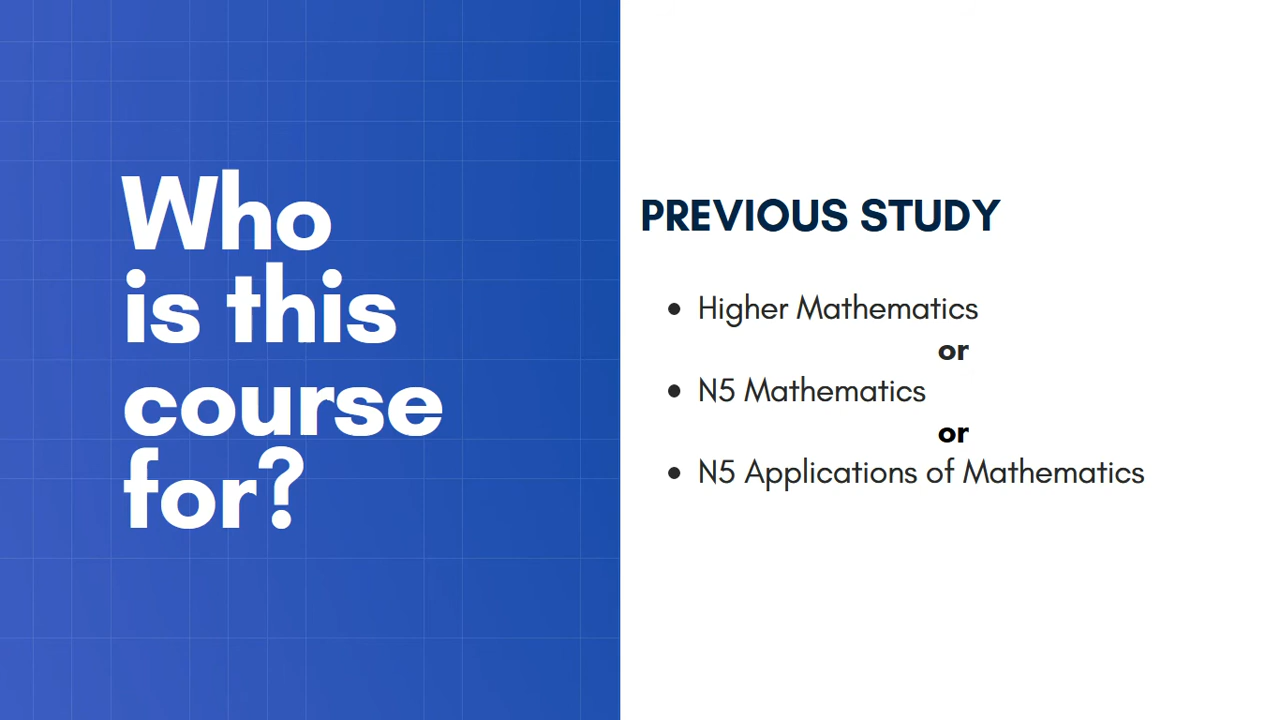 Who
is this
course
for?
PREVIOUS STUDY
• Higher Mathematics
or
• N5 Mathematics
or
• N5 Applications of Mathematics